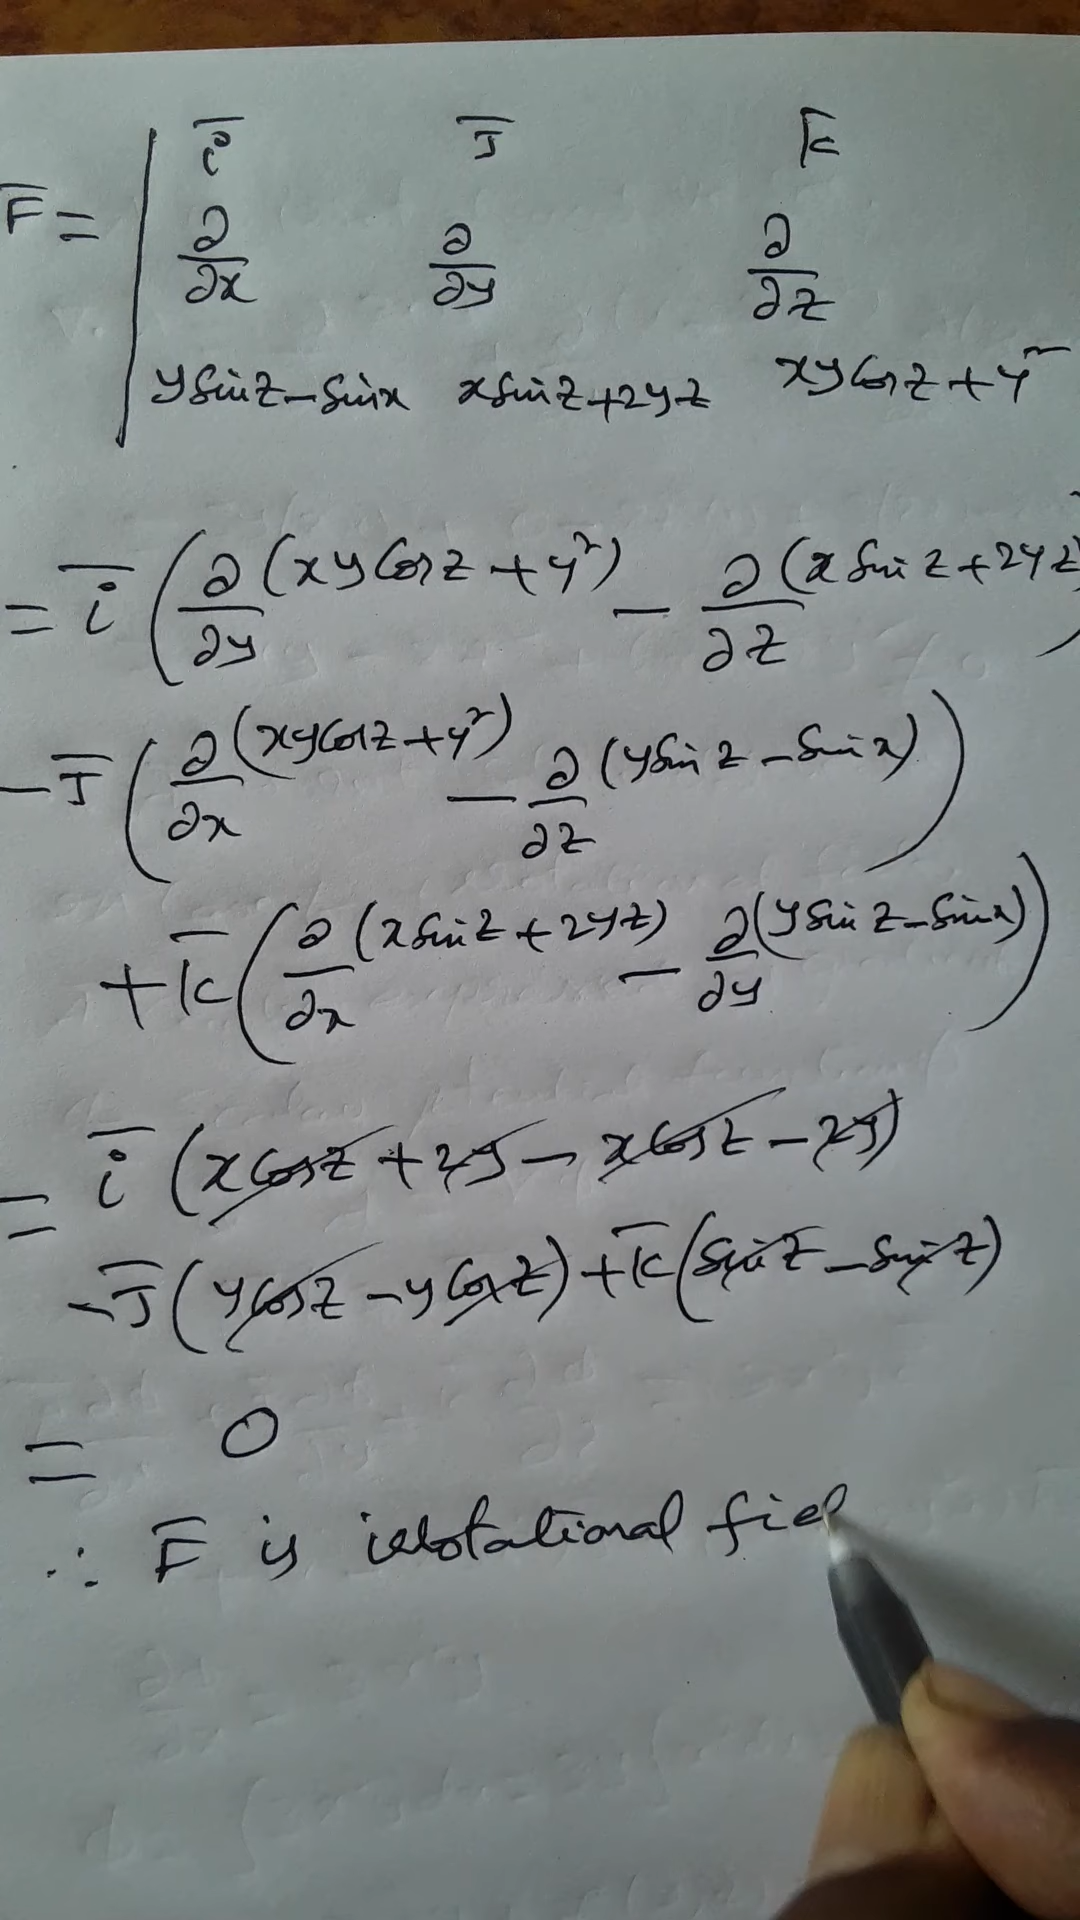 i̅ J̅ k̅
F̅ = | ∂/∂x ∂/∂y ∂/∂z
y sin z - sin x x sin z + 2yz xy cos z + y²
= i̅ ( ∂/∂y (xy cos z + y²) - ∂/∂z (x sin z + 2yz)
- J̅ ( ∂/∂x (xy cos z + y²) - ∂/∂z (y sin z - sin x) )
+ k̅ ( ∂/∂x (x sin z + 2yz) - ∂/∂y (y sin z - sin x) )
= i̅ (x cos z + 2y - x cos z - 2y)
- J̅ (y cos z - y cos z) + k̅ (sin z - sin z)
= 0
∴ F̅ is irrotational fiel